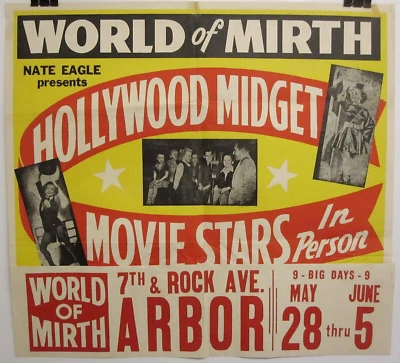 WORLD of MIRTH
NATE EAGLE
presents
HOLLYWOOD MIDGET
MOVIE STARS In
Person
WORLD
OF
MIRTH
7TH & ROCK AVE.
ARBOR
9 - BIG DAYS - 9
MAY JUNE
28 thru 5